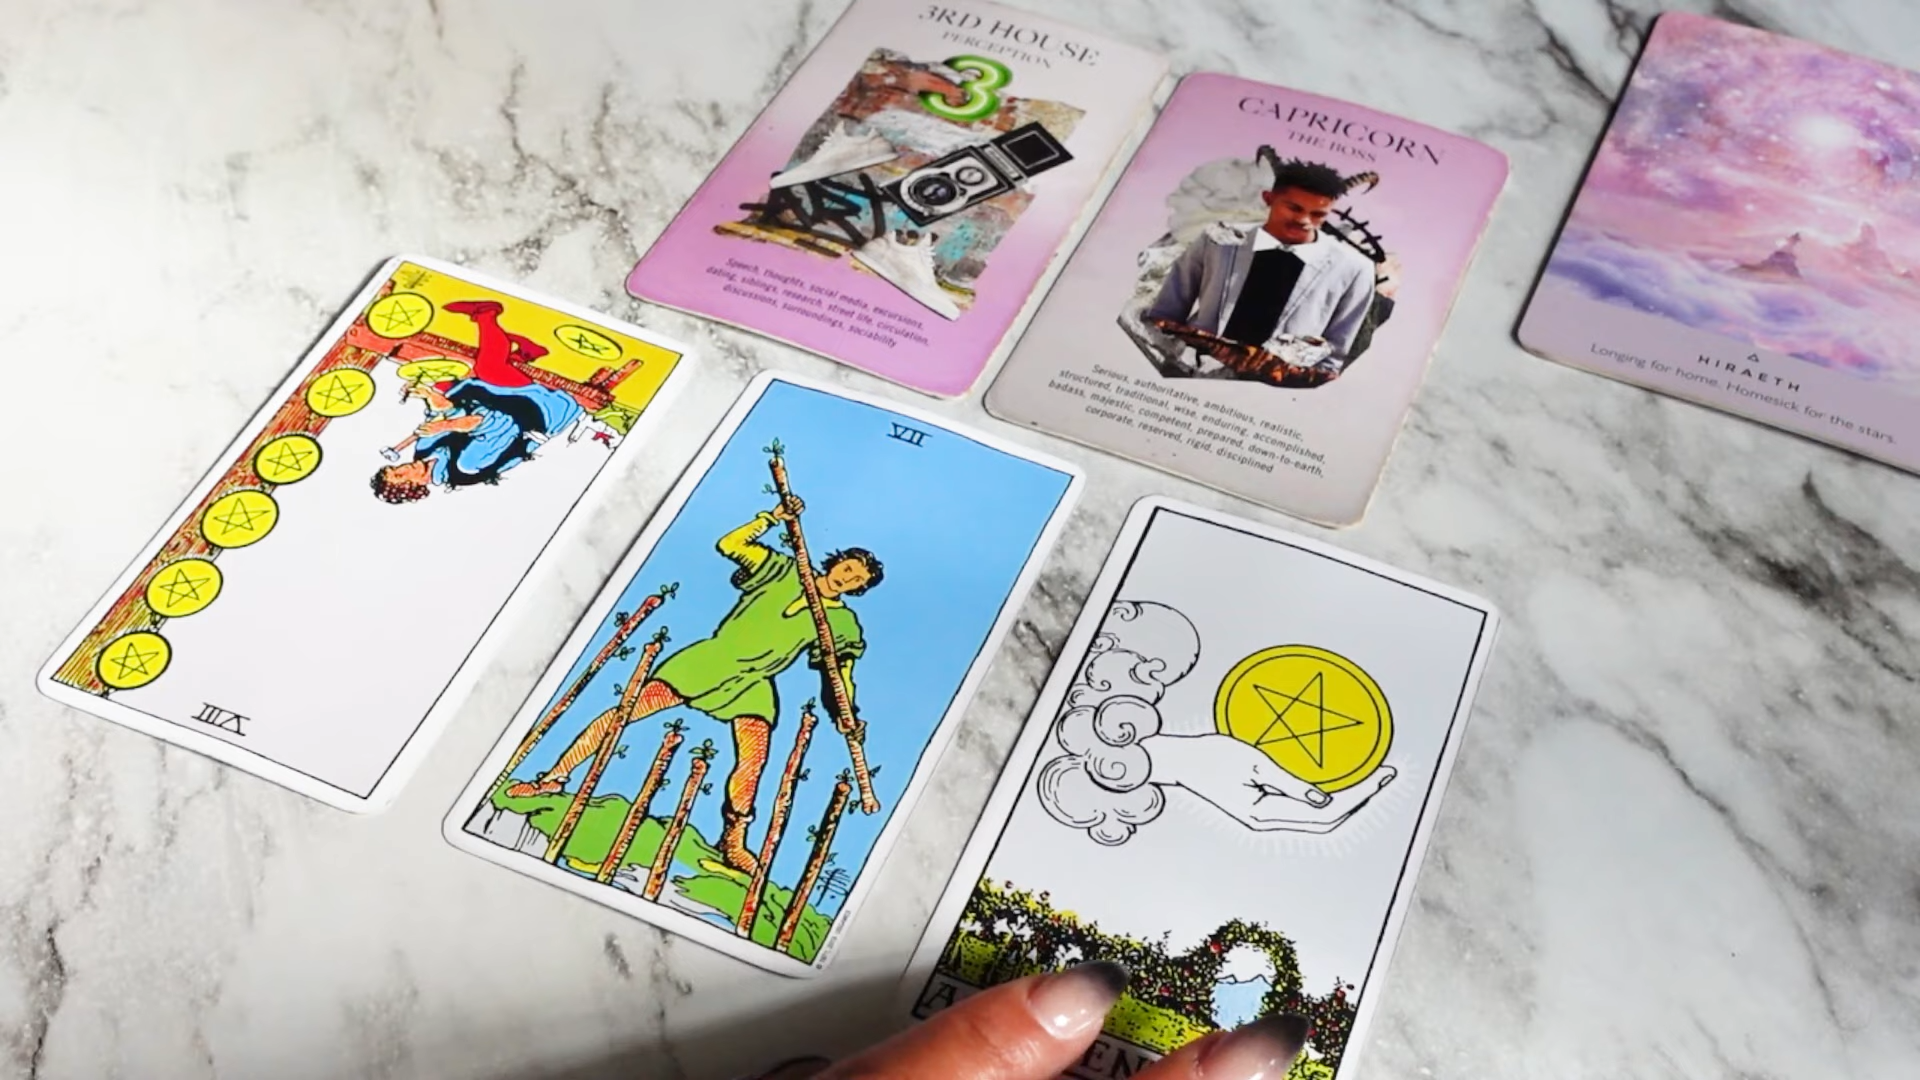 3RD HOUSE
PERCEPTION
3
Speech, thoughts, social media, excursions,
dating, siblings, research, street life, circulation,
discussions, surroundings, sociability
CAPRICORN
THE BOSS
Serious, authoritative, ambitious, realistic,
structured, traditional, wise, enduring, accomplished,
badass, majestic, competent, prepared, down-to-earth,
corporate, reserved, rigid, disciplined
HIRAETH
Longing for home. Homesick for the stars.
VIII
VII
A
EN